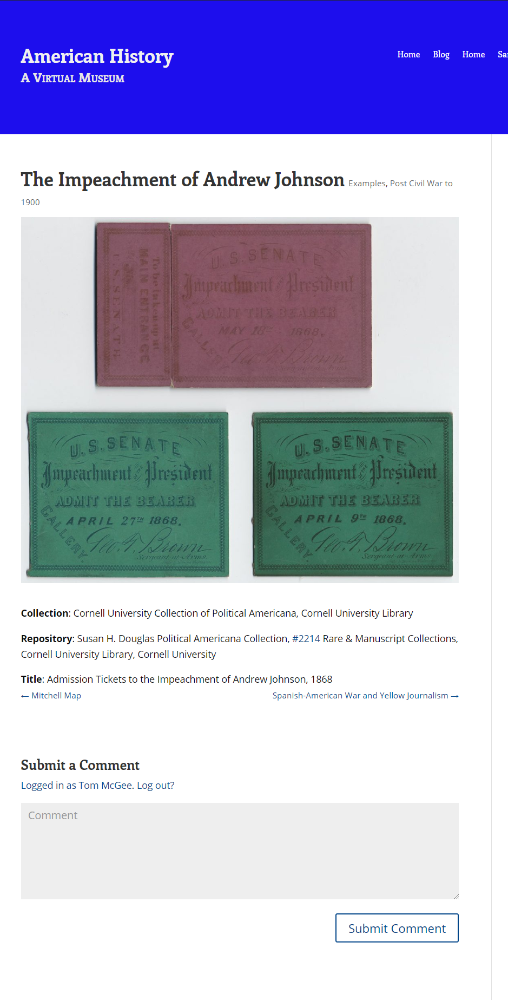 American History
A Virtual Museum
Home Blog Home Sa
The Impeachment of Andrew Johnson Examples, Post Civil War to
1900
To be taken up at
MAIN ENTRANCE
U.S. SENATE
U.S. SENATE
Impeachment OF THE President
ADMIT THE BEARER
MAY 18TH 1868.
GALLERY
Geo. T. Brown
Sergeant at Arms.
U.S. SENATE
Impeachment OF THE President
ADMIT THE BEARER
APRIL 27TH 1868.
GALLERY
Geo. T. Brown
Sergeant at Arms.
U.S. SENATE
Impeachment OF THE President
ADMIT THE BEARER
APRIL 9TH 1868.
GALLERY
Geo. T. Brown
Sergeant at Arms
Collection: Cornell University Collection of Political Americana, Cornell University Library
Repository: Susan H. Douglas Political Americana Collection, #2214 Rare & Manuscript Collections,
Cornell University Library, Cornell University
Title: Admission Tickets to the Impeachment of Andrew Johnson, 1868
← Mitchell Map
Spanish-American War and Yellow Journalism →
Submit a Comment
Logged in as Tom McGee. Log out?
Comment
Submit Comment